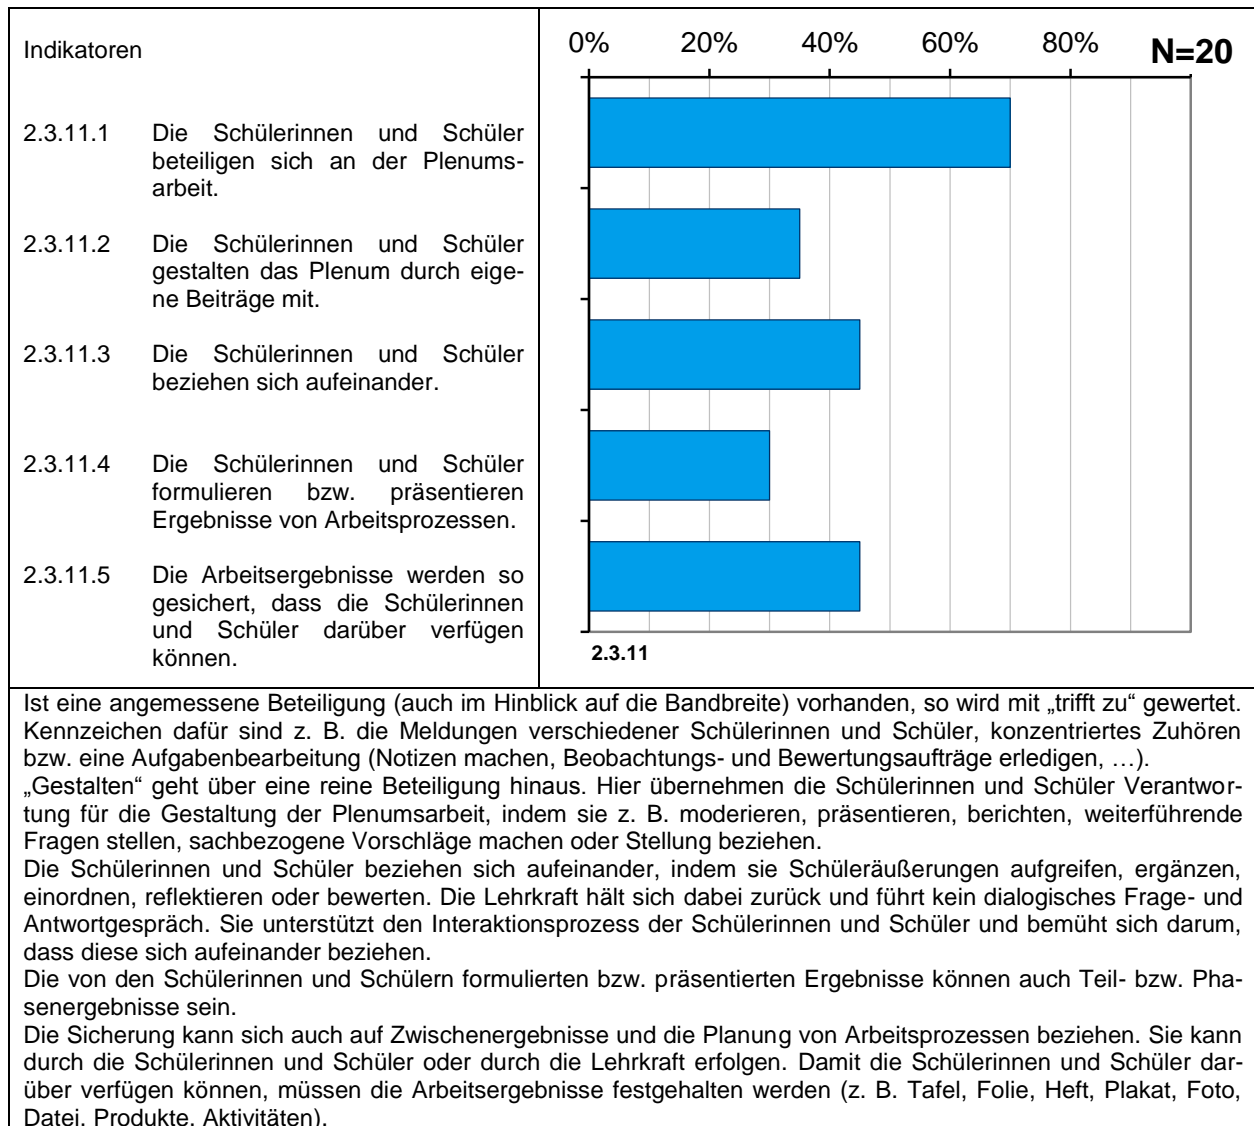 Indikatoren
0% 20% 40% 60% 80% N=20
2.3.11.1 Die Schülerinnen und Schüler
beteiligen sich an der Plenums-
arbeit.
2.3.11.2 Die Schülerinnen und Schüler
gestalten das Plenum durch eige-
ne Beiträge mit.
2.3.11.3 Die Schülerinnen und Schüler
beziehen sich aufeinander.
2.3.11.4 Die Schülerinnen und Schüler
formulieren bzw. präsentieren
Ergebnisse von Arbeitsprozessen.
2.3.11.5 Die Arbeitsergebnisse werden so
gesichert, dass die Schülerinnen
und Schüler darüber verfügen
können.
2.3.11
Ist eine angemessene Beteiligung (auch im Hinblick auf die Bandbreite) vorhanden, so wird mit „trifft zu“ gewertet.
Kennzeichen dafür sind z. B. die Meldungen verschiedener Schülerinnen und Schüler, konzentriertes Zuhören
bzw. eine Aufgabenbearbeitung (Notizen machen, Beobachtungs- und Bewertungsaufträge erledigen, …).
„Gestalten“ geht über eine reine Beteiligung hinaus. Hier übernehmen die Schülerinnen und Schüler Verantwor-
tung für die Gestaltung der Plenumsarbeit, indem sie z. B. moderieren, präsentieren, berichten, weiterführende
Fragen stellen, sachbezogene Vorschläge machen oder Stellung beziehen.
Die Schülerinnen und Schüler beziehen sich aufeinander, indem sie Schüleräußerungen aufgreifen, ergänzen,
einordnen, reflektieren oder bewerten. Die Lehrkraft hält sich dabei zurück und führt kein dialogisches Frage- und
Antwortgespräch. Sie unterstützt den Interaktionsprozess der Schülerinnen und Schüler und bemüht sich darum,
dass diese sich aufeinander beziehen.
Die von den Schülerinnen und Schülern formulierten bzw. präsentierten Ergebnisse können auch Teil- bzw. Pha-
senergebnisse sein.
Die Sicherung kann sich auch auf Zwischenergebnisse und die Planung von Arbeitsprozessen beziehen. Sie kann
durch die Schülerinnen und Schüler oder durch die Lehrkraft erfolgen. Damit die Schülerinnen und Schüler dar-
über verfügen können, müssen die Arbeitsergebnisse festgehalten werden (z. B. Tafel, Folie, Heft, Plakat, Foto,
Datei, Produkte, Aktivitäten).